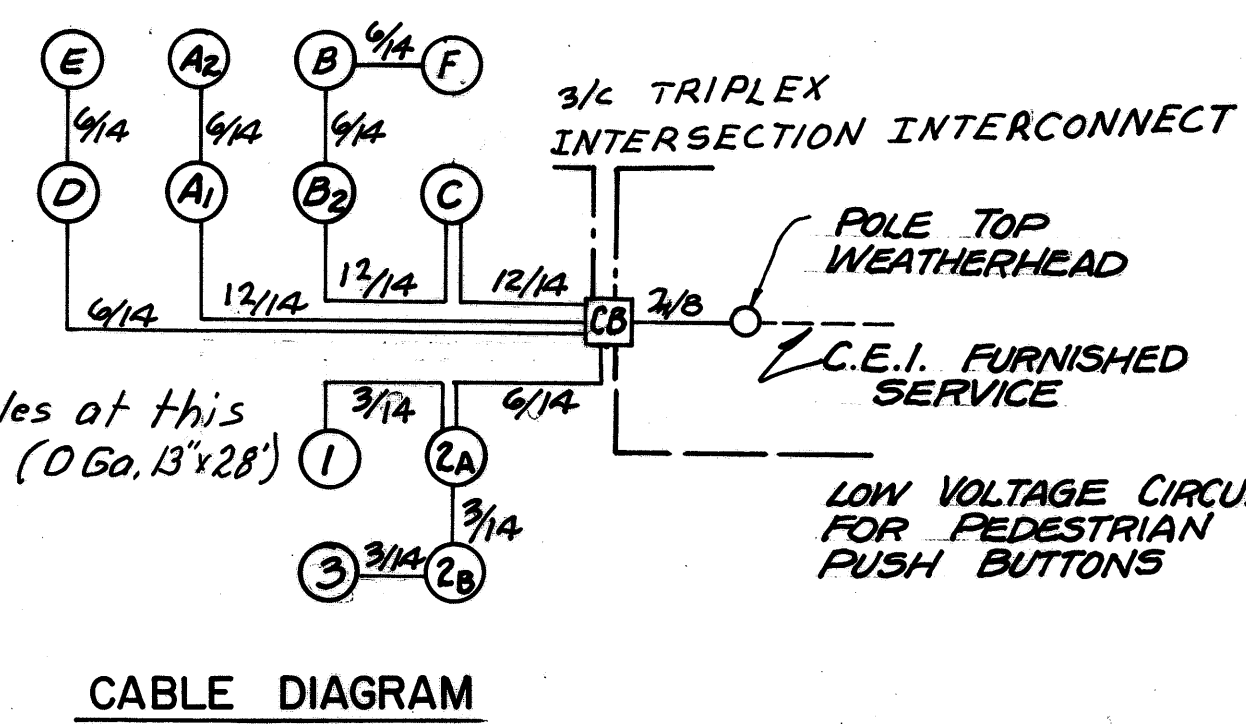 E A2 B 6/14 F
6/14 6/14 6/14
D A1 B2 C
3/C TRIPLEX
INTERSECTION INTERCONNECT
POLE TOP
WEATHERHEAD
12/14 12/14
12/14
6/14
CB 2/8
C.E.I. FURNISHED
SERVICE
3/14 6/14
at this
(0 Ga, 13"x28')
1 2A
3/14
3 3/14 2B
LOW VOLTAGE
FOR PEDESTRIAN
PUSH BUTTONS
CABLE DIAGRAM